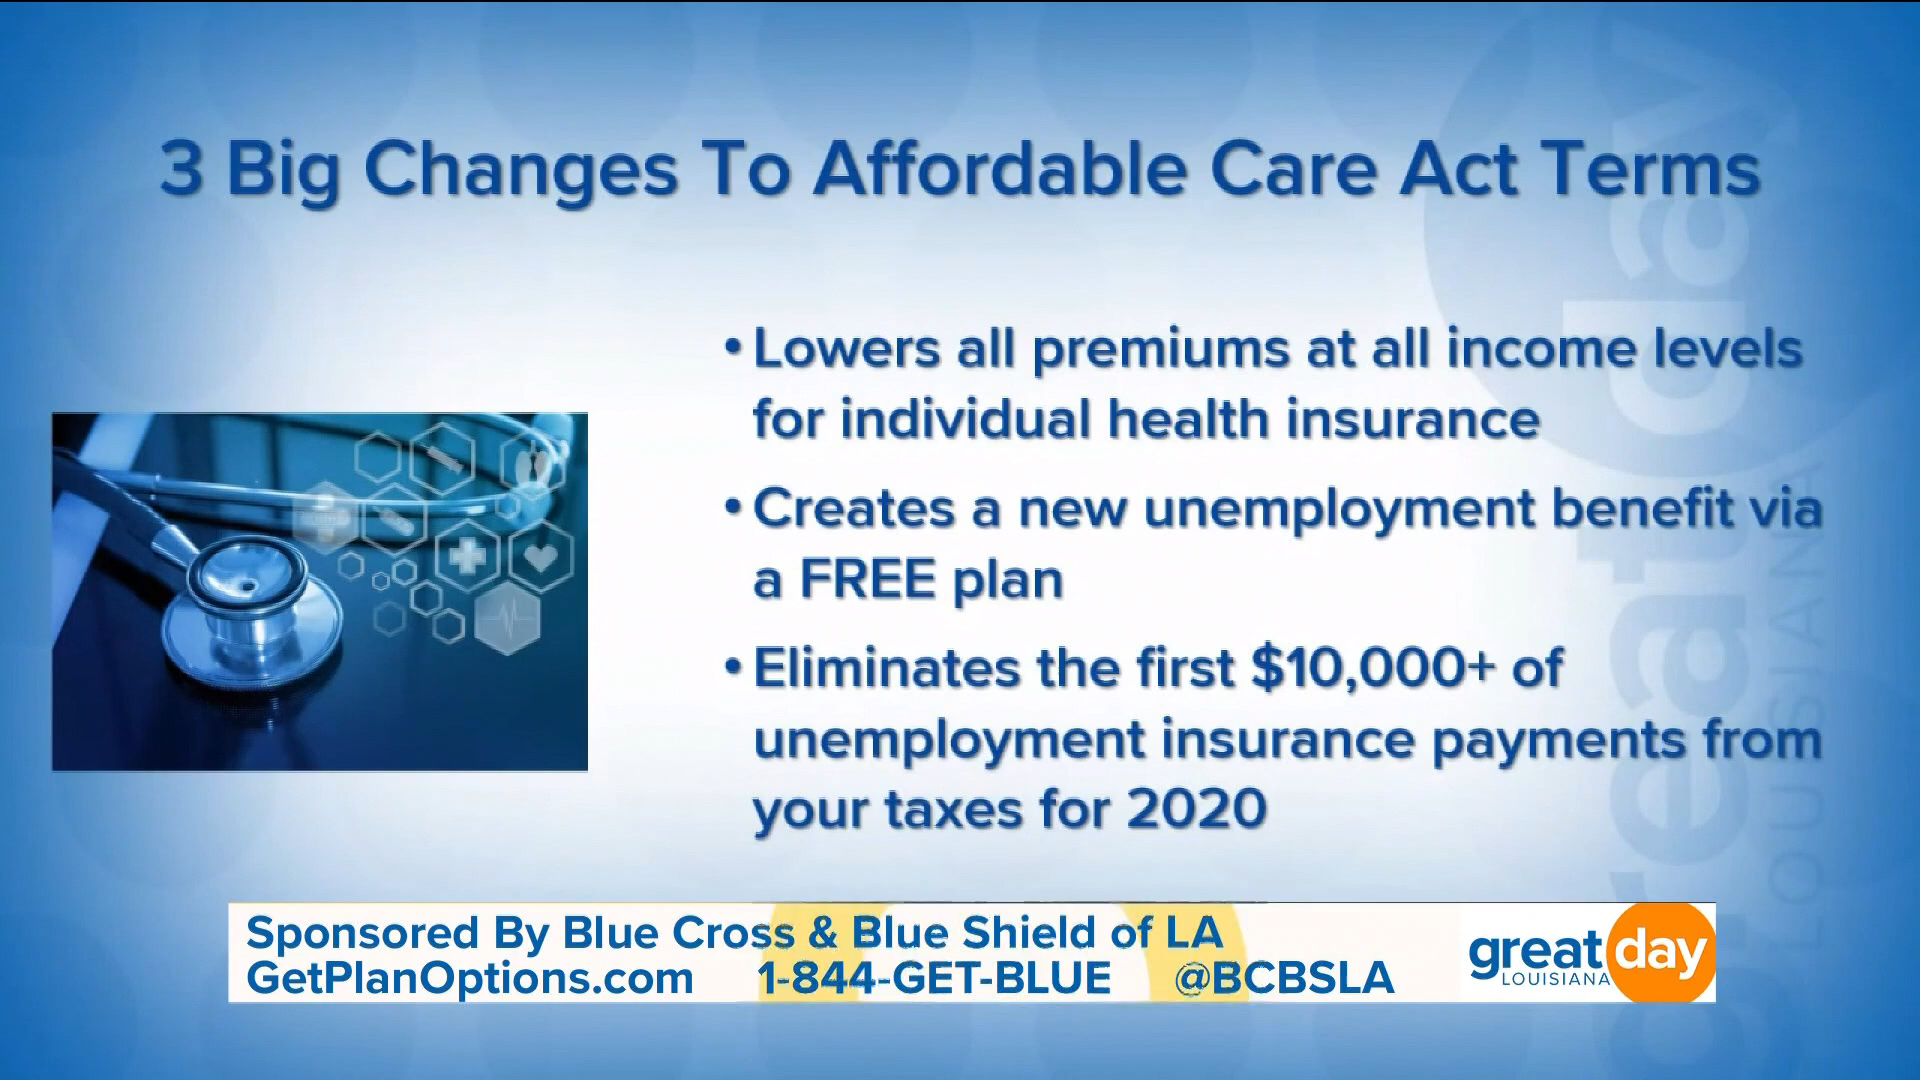 3 Big Changes To Affordable Care Act Terms
• Lowers all premiums at all income levels
for individual health insurance
• Creates a new unemployment benefit via
a FREE plan
• Eliminates the first $10,000+ of
unemployment insurance payments from
your taxes for 2020
Sponsored By Blue Cross & Blue Shield of LA
GetPlanOptions.com 1-844-GET-BLUE @BCBSLA
great day
LOUISIANA
great day
LOUISIANA